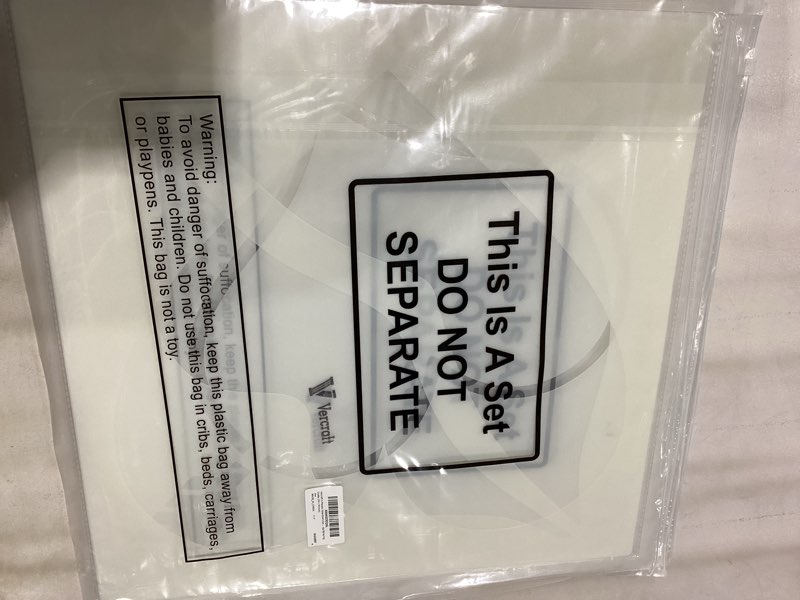 This Is A Set
DO NOT
SEPARATE
Vercraft
Warning:
To avoid danger of suffocation, keep this plastic bag away from
babies and children. Do not use this bag in cribs, beds, carriages,
or playpens. This bag is not a toy.